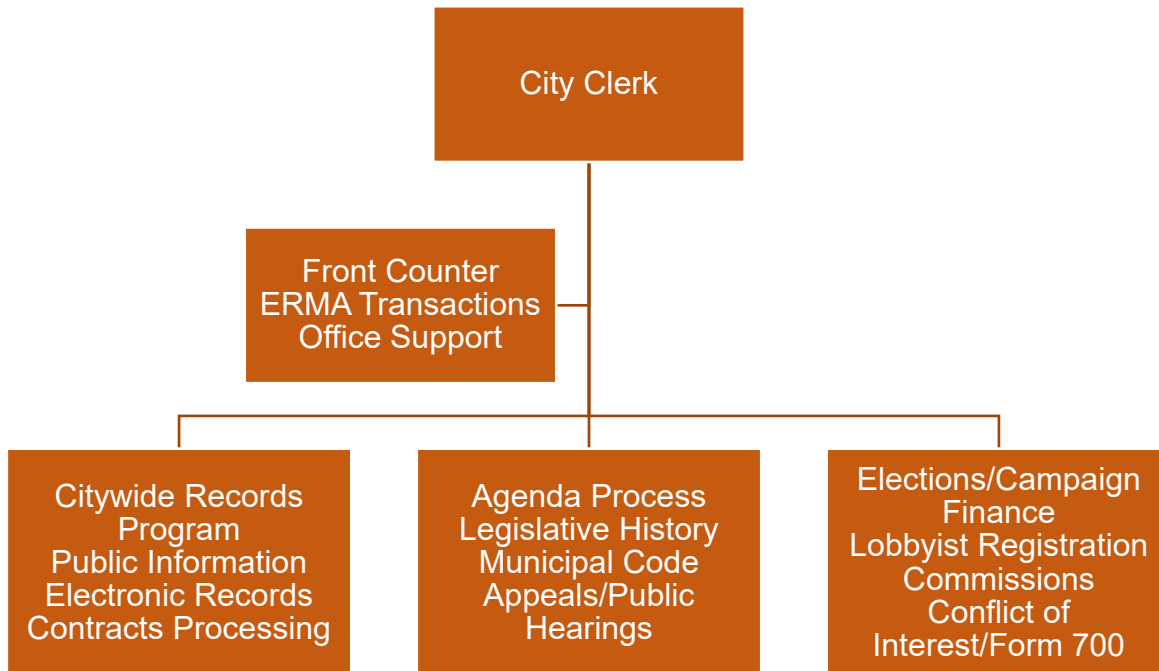 City Clerk
Front Counter
ERMA Transactions
Office Support
Citywide Records
Program
Public Information
Electronic Records
Contracts Processing
Agenda Process
Legislative History
Municipal Code
Appeals/Public
Hearings
Elections/Campaign
Finance
Lobbyist Registration
Commissions
Conflict of
Interest/Form 700